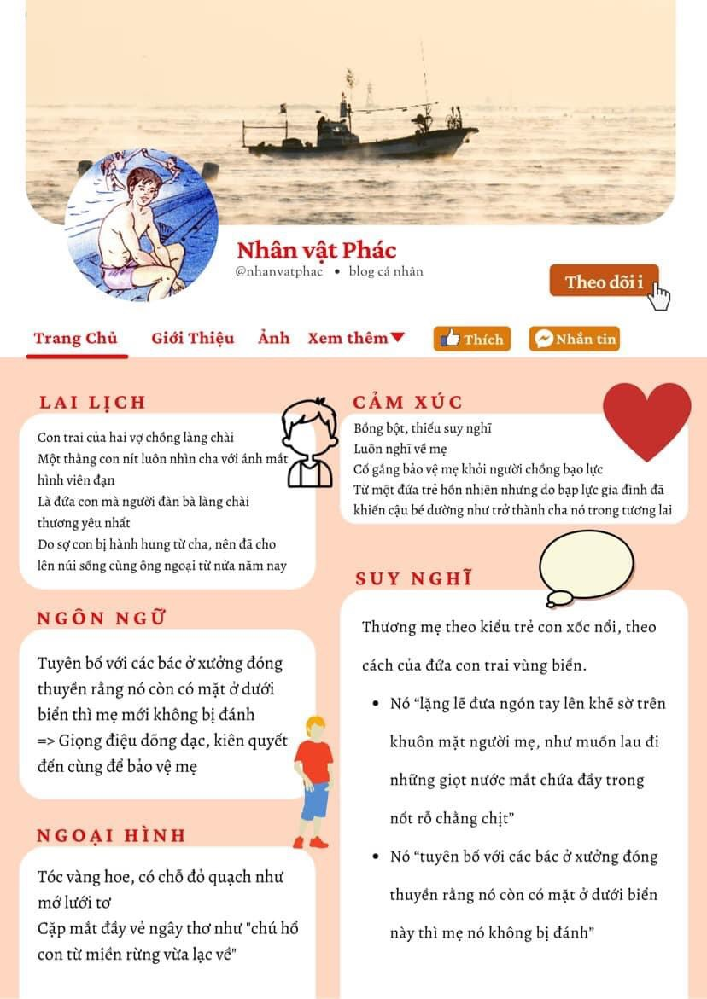 Nhân vật Phác
@nhanvatphac • blog cá nhân
Theo dõi i
Trang Chủ
Giới Thiệu
Ảnh
Xem thêm
Thích
Nhắn tin
LAI LỊCH
Con trai của hai vợ chồng làng chài
Một thằng con nít luôn nhìn cha với ánh mắt
hình viên đạn
Là đứa con mà người đàn bà làng chài
thương yêu nhất
Do sợ con bị hành hung từ cha, nên đã cho
lên núi sống cùng ông ngoại từ nửa năm nay
NGÔN NGỮ
Tuyên bố với các bác ở xưởng đóng
thuyền rằng nó còn có mặt ở dưới
biển thì mẹ mới không bị đánh
=> Giọng điệu dõng dạc, kiên quyết
đến cùng để bảo vệ mẹ
NGOẠI HÌNH
Tóc vàng hoe, có chỗ đỏ quạch như
mớ lưới tơ
Cặp mắt đầy vẻ ngây thơ như "chú hổ
con từ miền rừng vừa lạc về"
CẢM XÚC
Bồng bột, thiếu suy nghĩ
Luôn nghĩ về mẹ
Cố gắng bảo vệ mẹ khỏi người chồng bạo lực
Từ một đứa trẻ hồn nhiên nhưng do bạp lực gia đình đã
khiến cậu bé dường như trở thành cha nó trong tương lai
SUY NGHĨ
Thương mẹ theo kiểu trẻ con xốc nổi, theo
cách của đứa con trai vùng biển.
• Nó “lặng lẽ đưa ngón tay lên khẽ sờ trên
khuôn mặt người mẹ, như muốn lau đi
những giọt nước mắt chứa đầy trong
nốt rỗ chằng chịt”
• Nó “tuyên bố với các bác ở xưởng đóng
thuyền rằng nó còn có mặt ở dưới biển
này thì mẹ nó không bị đánh”